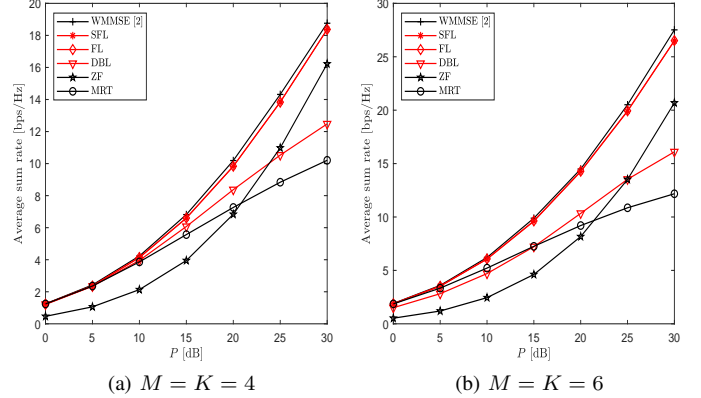 20
18
16
14
12
10
8
6
4
2
0
Average sum rate [bps/Hz]
WMMSE [2]
SFL
FL
DBL
ZF
MRT
0 5 10 15 20 25 30
P [dB]
(a) M = K = 4
30
25
20
15
10
5
0
Average sum rate [bps/Hz]
WMMSE [2]
SFL
FL
DBL
ZF
MRT
0 5 10 15 20 25 30
P [dB]
(b) M = K = 6